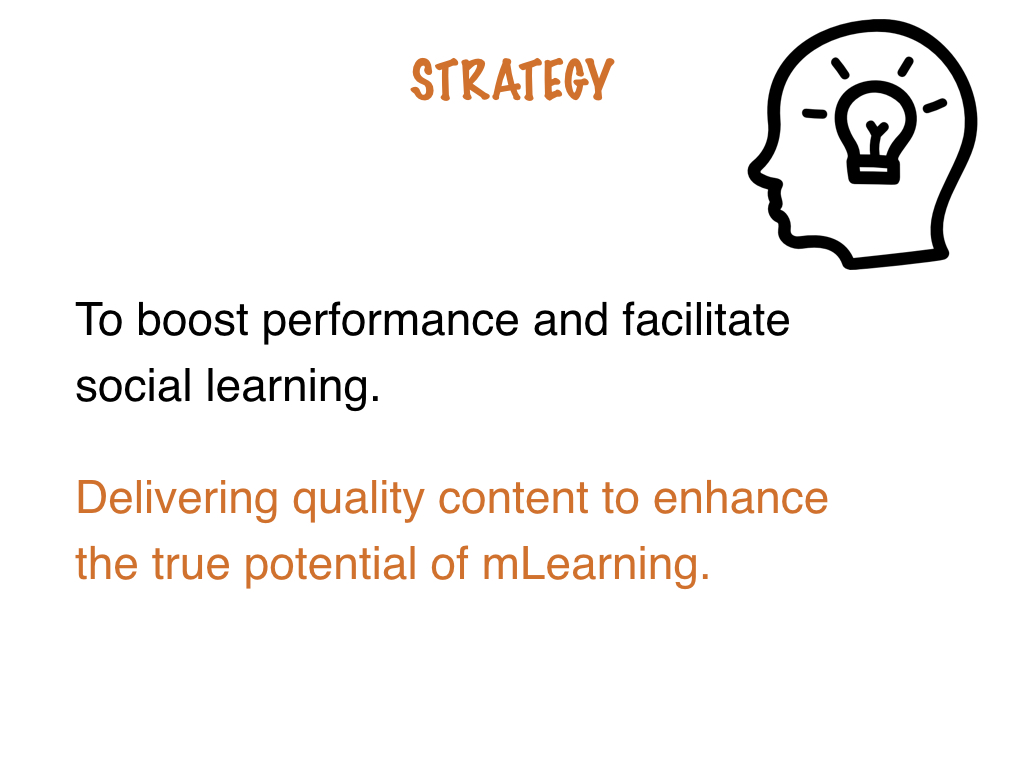 STRATEGY
To boost performance and facilitate
social learning.
Delivering quality content to enhance
the true potential of mLearning.